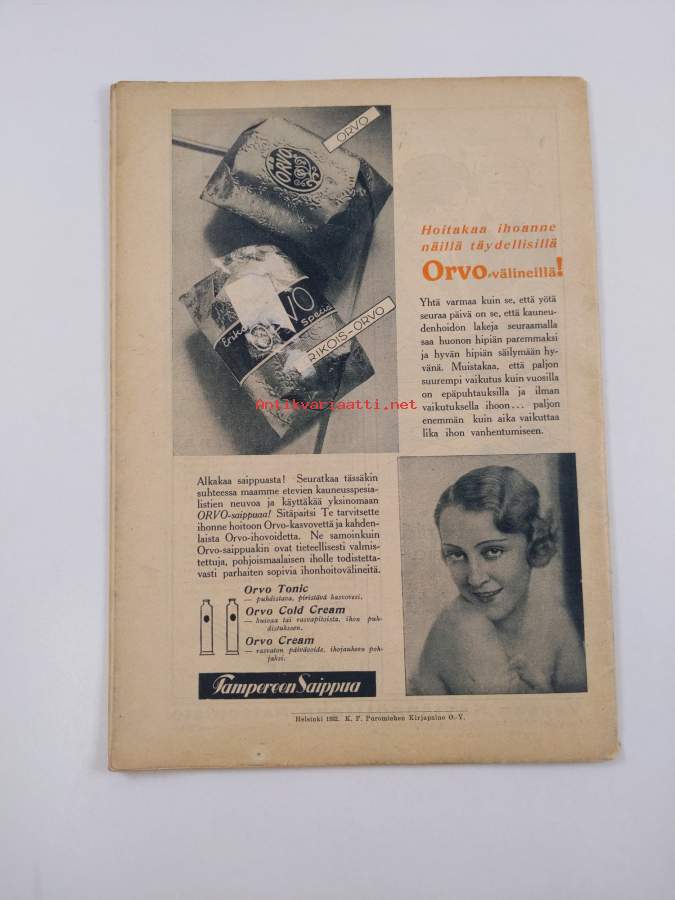 ORVO
ORVO
Erikois
ORVO
Special
RIKOIS-ORVO
Hoitakaa ihoanne
näillä täydellisillä
Orvo-välineillä!
Yhtä varmaa kuin se, että yötä
seuraa päivä on se, että kauneu-
denhoidon lakeja seuraamalla
saa huonon hipiän paremmaksi
ja hyvän hipiän säilymään hy-
vänä. Muistakaa, että paljon
suurempi vaikutus kuin vuosilla
on epäpuhtauksilla ja ilman
vaikutuksella ihoon... paljon
enemmän kuin aika vaikuttaa
lika ihon vanhentumiseen.
Antikvariaatti.net
Alkakaa saippuasta! Seuratkaa tässäkin
suhteessa maamme etevien kauneusspesia-
listien neuvoa ja käyttäkää yksinomaan
ORVO-saippuaa! Sitäpaitsi Te tarvitsette
ihonne hoitoon Orvo-kasvovettä ja kahden-
laista Orvo-ihovoidetta. Ne samoinkuin
Orvo-saippuakin ovat tieteellisesti valmis-
tettuja, pohjoismaalaisen iholle todistetta-
vasti parhaiten sopivia ihonhoitovälineitä.
Orvo Tonic
— puhdistava, piristävä kasvovesi.
Orvo Cold Cream
— huivaa tai rasvapitoista, ihon puh-
distukseen.
Orvo Cream
— rasvaton päivävoide, ihojauheen poh-
jaksi.
Tampereen Saippua
Helsinki 1932. K. F. Puromiehen Kirjapaino O.-Y.